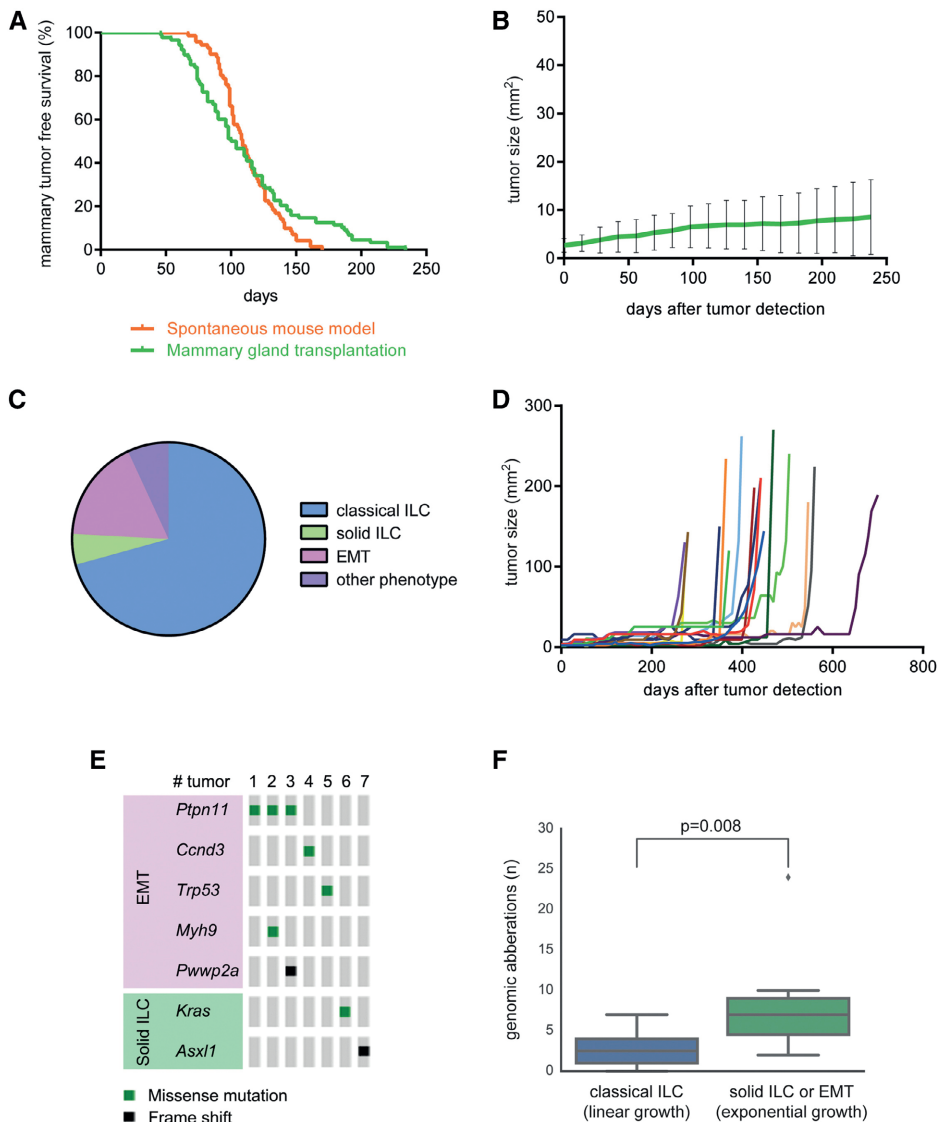 A
mammary tumor free survival (%)
100
80
60
40
20
0
0 50 100 150 200 250
days
Spontaneous mouse model
Mammary gland transplantation
B
tumor size (mm²)
50
40
30
20
10
0
0 50 100 150 200 250
days after tumor detection
C
classical ILC
solid ILC
EMT
other phenotype
D
tumor size (mm²)
300
200
100
0
0 200 400 600 800
days after tumor detection
E
# tumor 1 2 3 4 5 6 7
EMT
Ptpn11
Ccnd3
Trp53
Myh9
Pwwp2a
Solid ILC
Kras
Asxl1
Missense mutation
Frame shift
F
genomic abberations (n)
30
25
20
15
10
5
0
p=0.008
classical ILC
(linear growth)
solid ILC or EMT
(exponential growth)